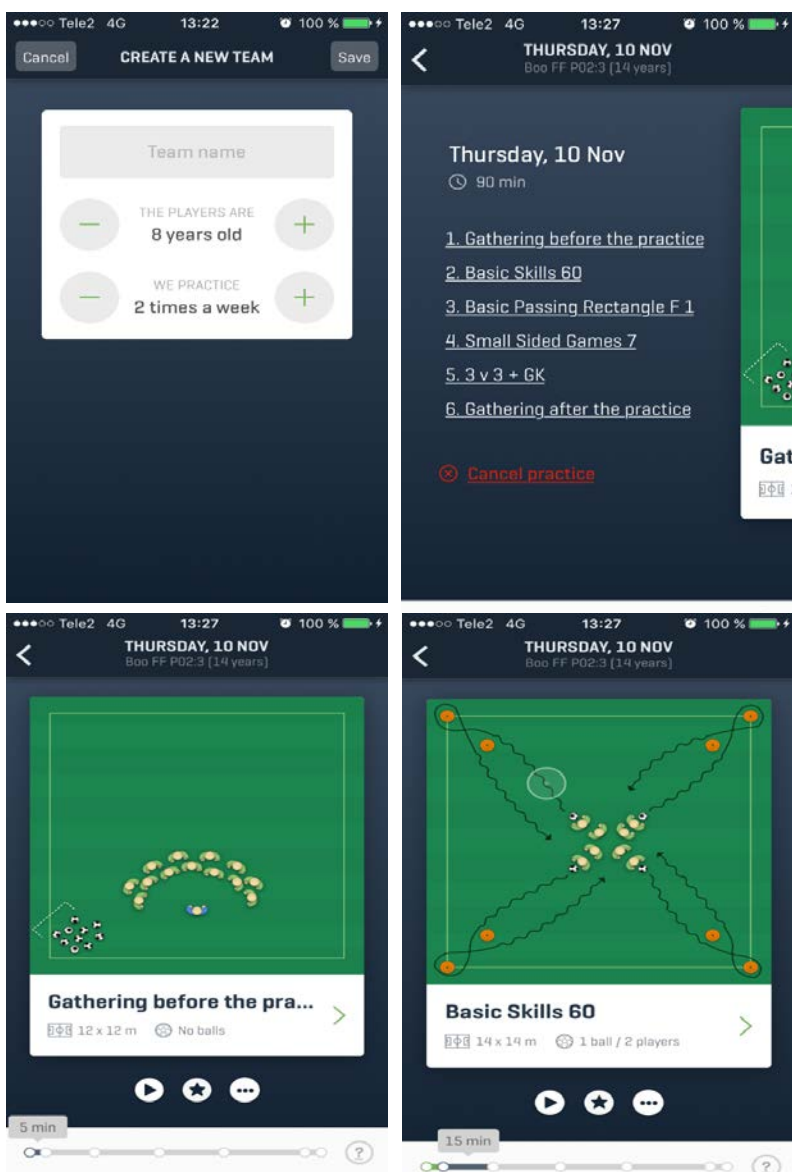 Tele2 4G 13:22 100 %
Cancel CREATE A NEW TEAM Save
Team name
THE PLAYERS ARE
8 years old
WE PRACTICE
2 times a week
Tele2 4G 13:27 100 %
THURSDAY, 10 NOV
Boo FF P02:3 (14 years)
Thursday, 10 Nov
90 min
1. Gathering before the practice
2. Basic Skills 60
3. Basic Passing Rectangle F 1
4. Small Sided Games 7
5. 3 v 3 + GK
6. Gathering after the practice
Cancel practice
Gat
Tele2 4G 13:27 100 %
THURSDAY, 10 NOV
Boo FF P02:3 (14 years)
Gathering before the pra...
12 x 12 m No balls
5 min
?
Tele2 4G 13:27 100 %
THURSDAY, 10 NOV
Boo FF P02:3 (14 years)
Basic Skills 60
14 x 14 m 1 ball / 2 players
15 min
?